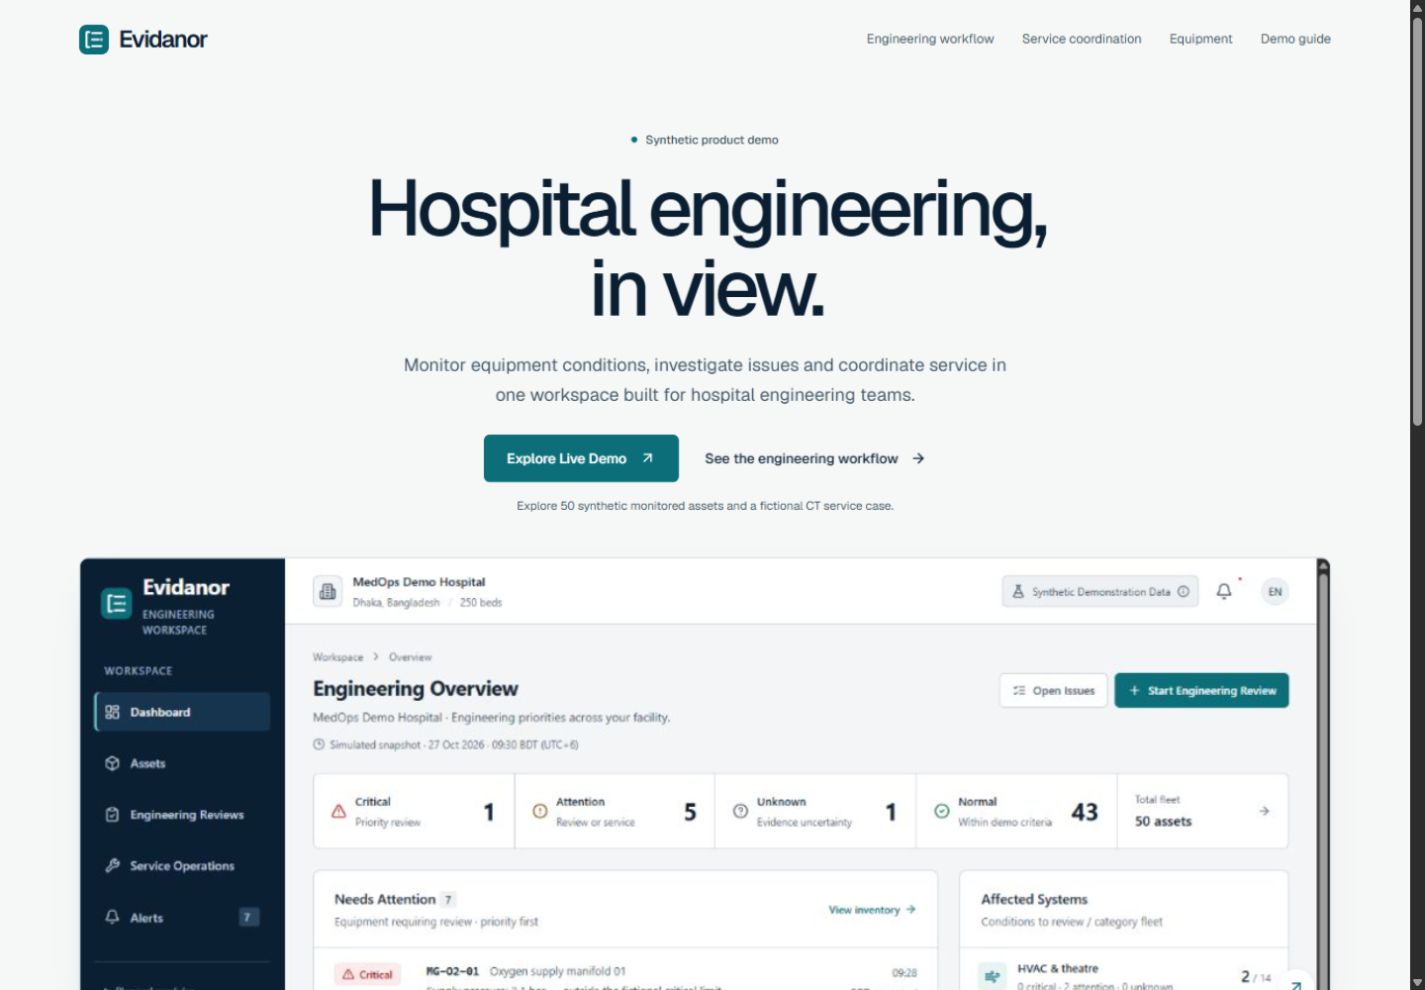 Evidanor
Engineering workflow
Service coordination
Equipment
Demo guide
Synthetic product demo
Hospital engineering,
in view.
Monitor equipment conditions, investigate issues and coordinate service in
one workspace built for hospital engineering teams.
Explore Live Demo
See the engineering workflow
Explore 50 synthetic monitored assets and a fictional CT service case.
Evidanor
ENGINEERING
WORKSPACE
WORKSPACE
Dashboard
Assets
Engineering Reviews
Service Operations
Alerts 7
MedOps Demo Hospital
Dhaka, Bangladesh / 250 beds
Synthetic Demonstration Data
EN
Workspace > Overview
Engineering Overview
MedOps Demo Hospital · Engineering priorities across your facility.
Simulated snapshot · 27 Oct 2026 · 09:30 BDT (UTC+6)
Open Issues
+ Start Engineering Review
Critical
Priority review
1
Attention
Review or service
5
Unknown
Evidence uncertainty
1
Normal
Within demo criteria
43
Total fleet
50 assets
Needs Attention 7
Equipment requiring review · priority first
View inventory
Critical
MG-02-01 Oxygen supply manifold 01
09:28
Affected Systems
Conditions to review / category fleet
HVAC & theatre
0 critical · 2 attention · 0 unknown
2 / 14